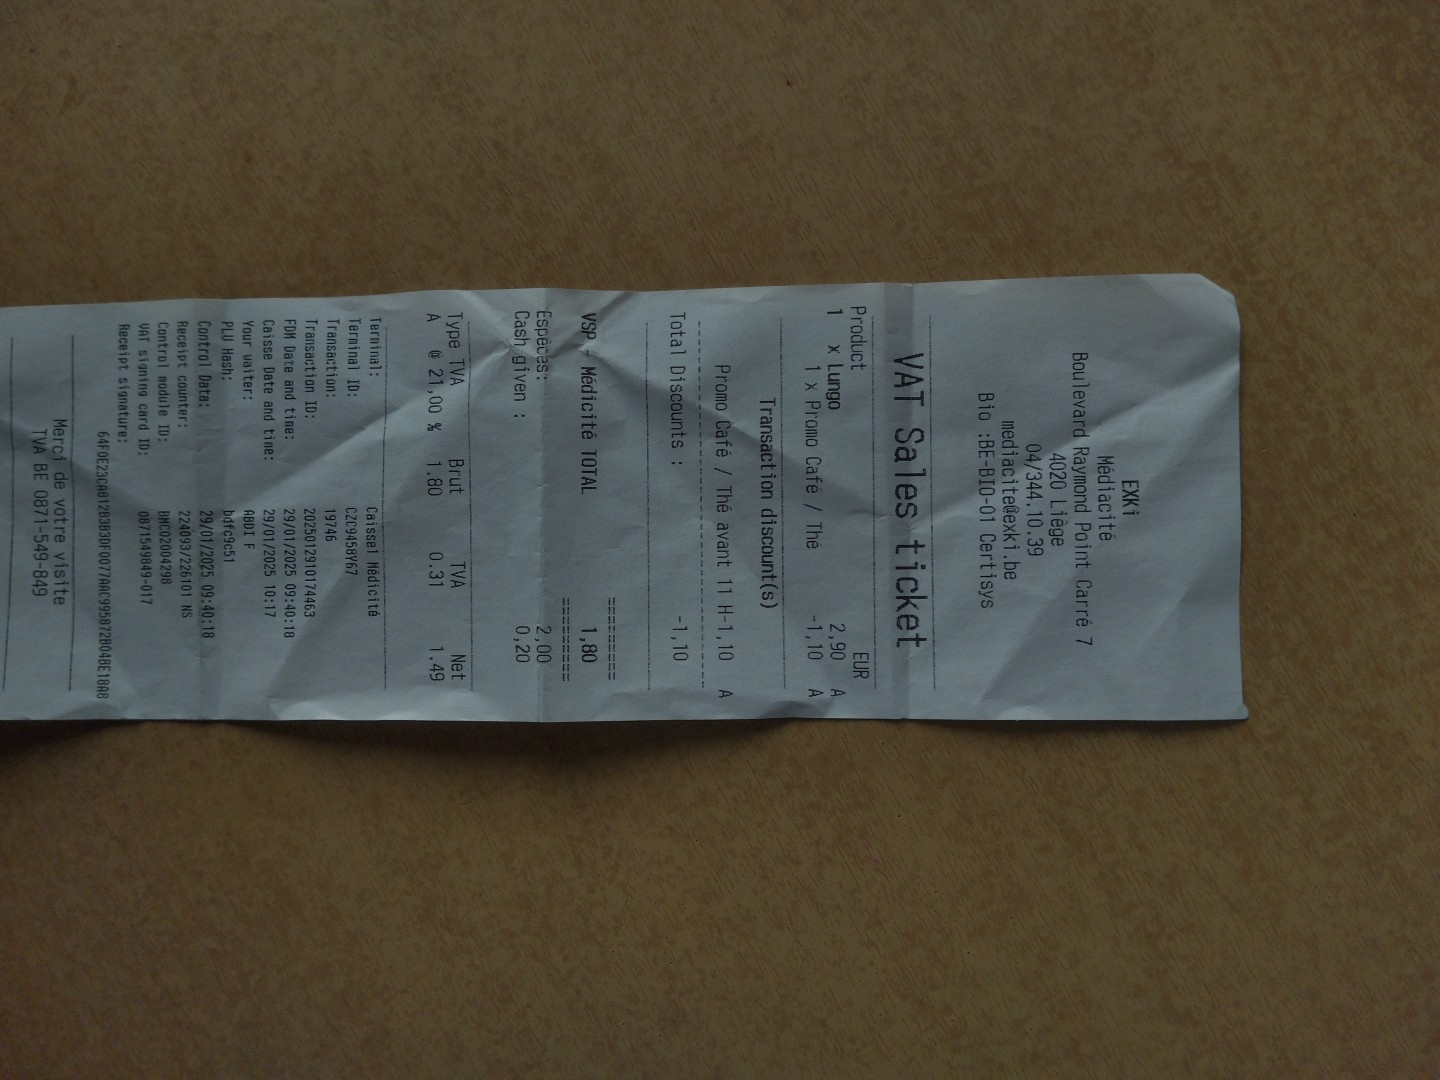 EXKi
Médiacité
Boulevard Raymond Point Carré 7
4020 Liège
04/344.10.39
mediacite@exki.be
Bio :BE-BIO-01 Certisys
VAT Sales ticket
Product EUR
1 x Lungo 2,90 A
1 x Promo Café / Thé -1,10 A
Transaction discount(s)
Promo Café / Thé avant 11 H-1,10 A
Total Discounts : -1,10
VSP - Médicité TOTAL 1,80
Espèces: 2,00
Cash given : 0,20
Type TVA Brut TVA Net
A @ 21,00 % 1.80 0.31 1.49
Terminal: Caisse1 Médicité
Terminal ID: CZC9458Y67
Transaction: 19746
Transaction ID: 2025012910174463
FDM Date and time: 29/01/2025 09:40:18
Caisse Date and time: 29/01/2025 10:17
Your waiter: ABDI F
PLU Hash: bdfc9c51
Control Data: 29/01/2025 09:40:18
Receipt counter: 224093/226101 NS
Control module ID: BMC02004298
VAT signing card ID: 0871549849-017
Receipt signature:
Merci de votre visite
TVA BE 0871-549-849